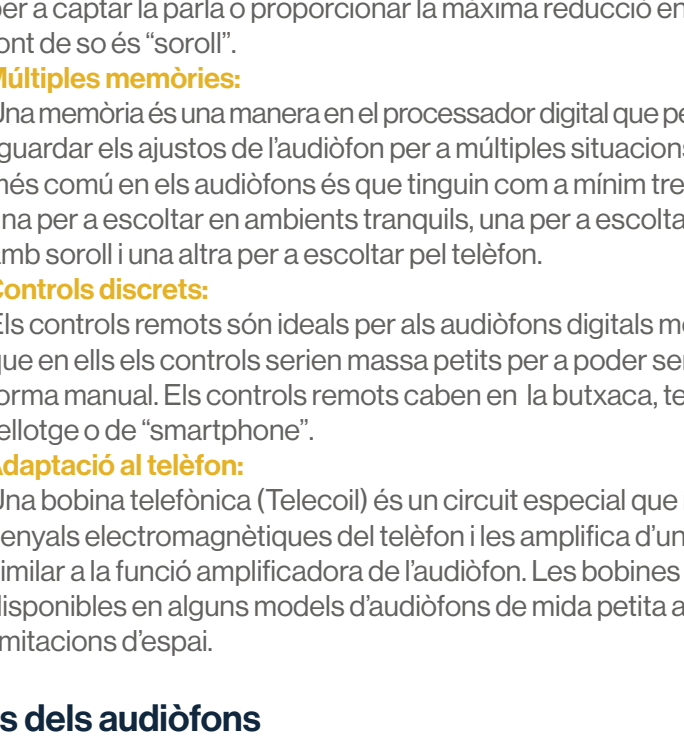 per a captar la parla o proporcionar la màxima reducció en
font de so és “soroll”.
Múltiples memòries:
Una memòria és una manera en el processador digital que
guardar els ajustos de l’audiòfon per a múltiples situacions
més comú en els audiòfons és que tinguin com a mínim
una per a escoltar en ambients tranquils, una per a
amb soroll i una altra per a escoltar pel telèfon.
Controls discrets:
Els controls remots són ideals per als audiòfons digitals
que en ells els controls serien massa petits per a poder
forma manual. Els controls remots caben en la butxaca,
rellotge o de “smartphone”.
Adaptació al telèfon:
Una bobina telefònica (Telecoil) és un circuit especial que
senyals electromagnètiques del telèfon i les amplifica
similar a la funció amplificadora de l’audiòfon. Les bobines
disponibles en alguns models d’audiòfons de mida petita
limitacions d’espai.
dels audiòfons